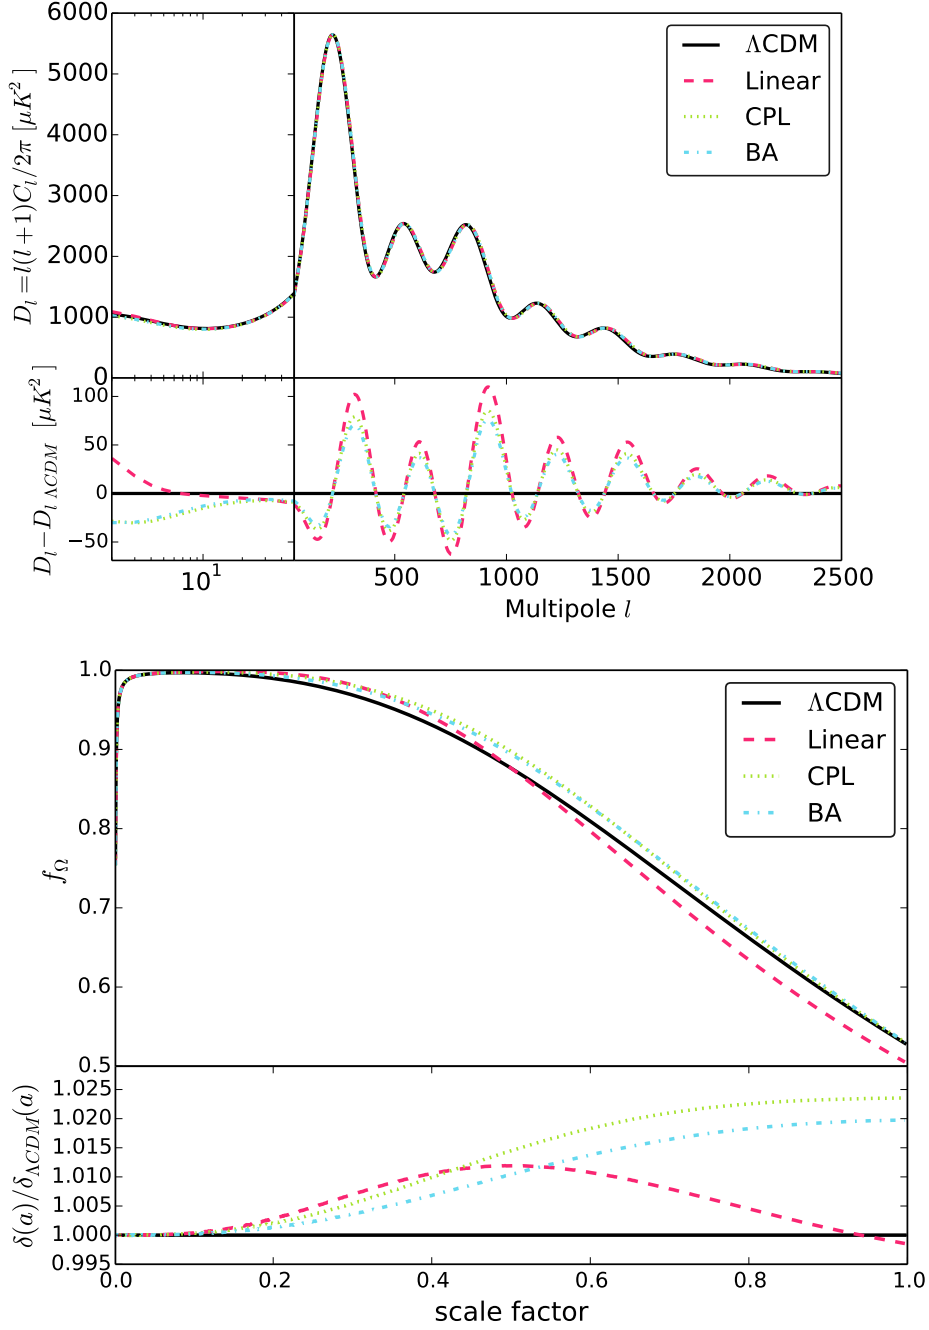 6000
5000
4000
3000
2000
1000
0
D_l = l(l+1)C_l/2π [μK²]
ΛCDM
Linear
CPL
BA
100
50
0
−50
D_l − D_{l ΛCDM} [μK²]
10¹
500
1000
1500
2000
2500
Multipole l
1.0
0.9
0.8
0.7
0.6
0.5
f_Ω
ΛCDM
Linear
CPL
BA
1.025
1.020
1.015
1.010
1.005
1.000
0.995
δ(a)/δ_{ΛCDM}(a)
0.0
0.2
0.4
0.6
0.8
1.0
scale factor